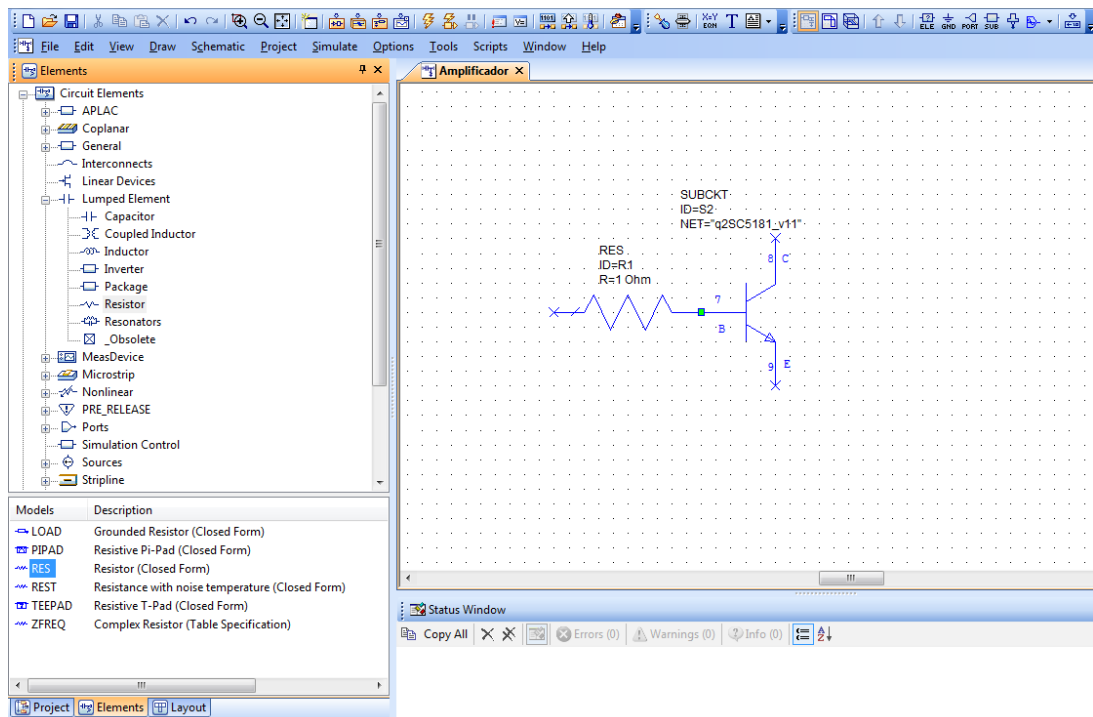 X=Y
EQN
T
ELE
GND
PORT
SUB
File Edit View Draw Schematic Project Simulate Options Tools Scripts Window Help
Elements
Amplificador
Circuit Elements
APLAC
Coplanar
General
Interconnects
Linear Devices
Lumped Element
Capacitor
Coupled Inductor
Inductor
Inverter
Package
Resistor
Resonators
_Obsolete
MeasDevice
Microstrip
Nonlinear
PRE_RELEASE
Ports
Simulation Control
Sources
Stripline
SUBCKT
ID=S2
NET="q2SC5181_v11"
RES
ID=R1
R=1 Ohm
8 C
7
B
9 E
Models Description
LOAD Grounded Resistor (Closed Form)
PIPAD Resistive Pi-Pad (Closed Form)
RES Resistor (Closed Form)
REST Resistance with noise temperature (Closed Form)
TEEPAD Resistive T-Pad (Closed Form)
ZFREQ Complex Resistor (Table Specification)
Status Window
Copy All Errors (0) Warnings (0) Info (0)
Project Elements Layout